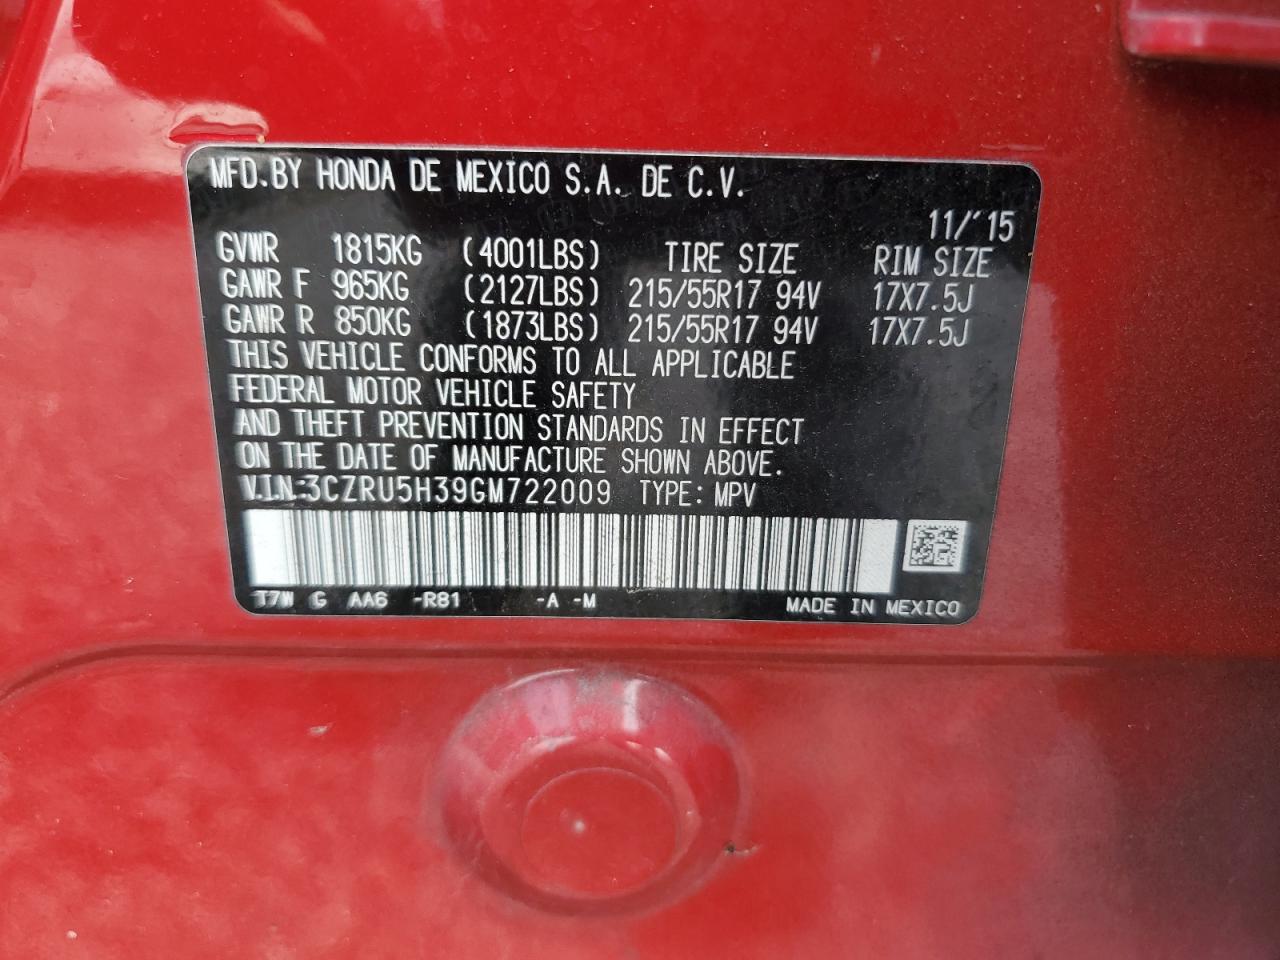 MFD.BY HONDA DE MEXICO S.A. DE C.V.
11/'15
GVWR 1815KG (4001LBS) TIRE SIZE RIM SIZE
GAWR F 965KG (2127LBS) 215/55R17 94V 17X7.5J
GAWR R 850KG (1873LBS) 215/55R17 94V 17X7.5J
THIS VEHICLE CONFORMS TO ALL APPLICABLE
FEDERAL MOTOR VEHICLE SAFETY
AND THEFT PREVENTION STANDARDS IN EFFECT
ON THE DATE OF MANUFACTURE SHOWN ABOVE.
V.I.N:3CZRU5H39GM722009 TYPE: MPV
T7W G AA6 -R81 -A -M MADE IN MEXICO